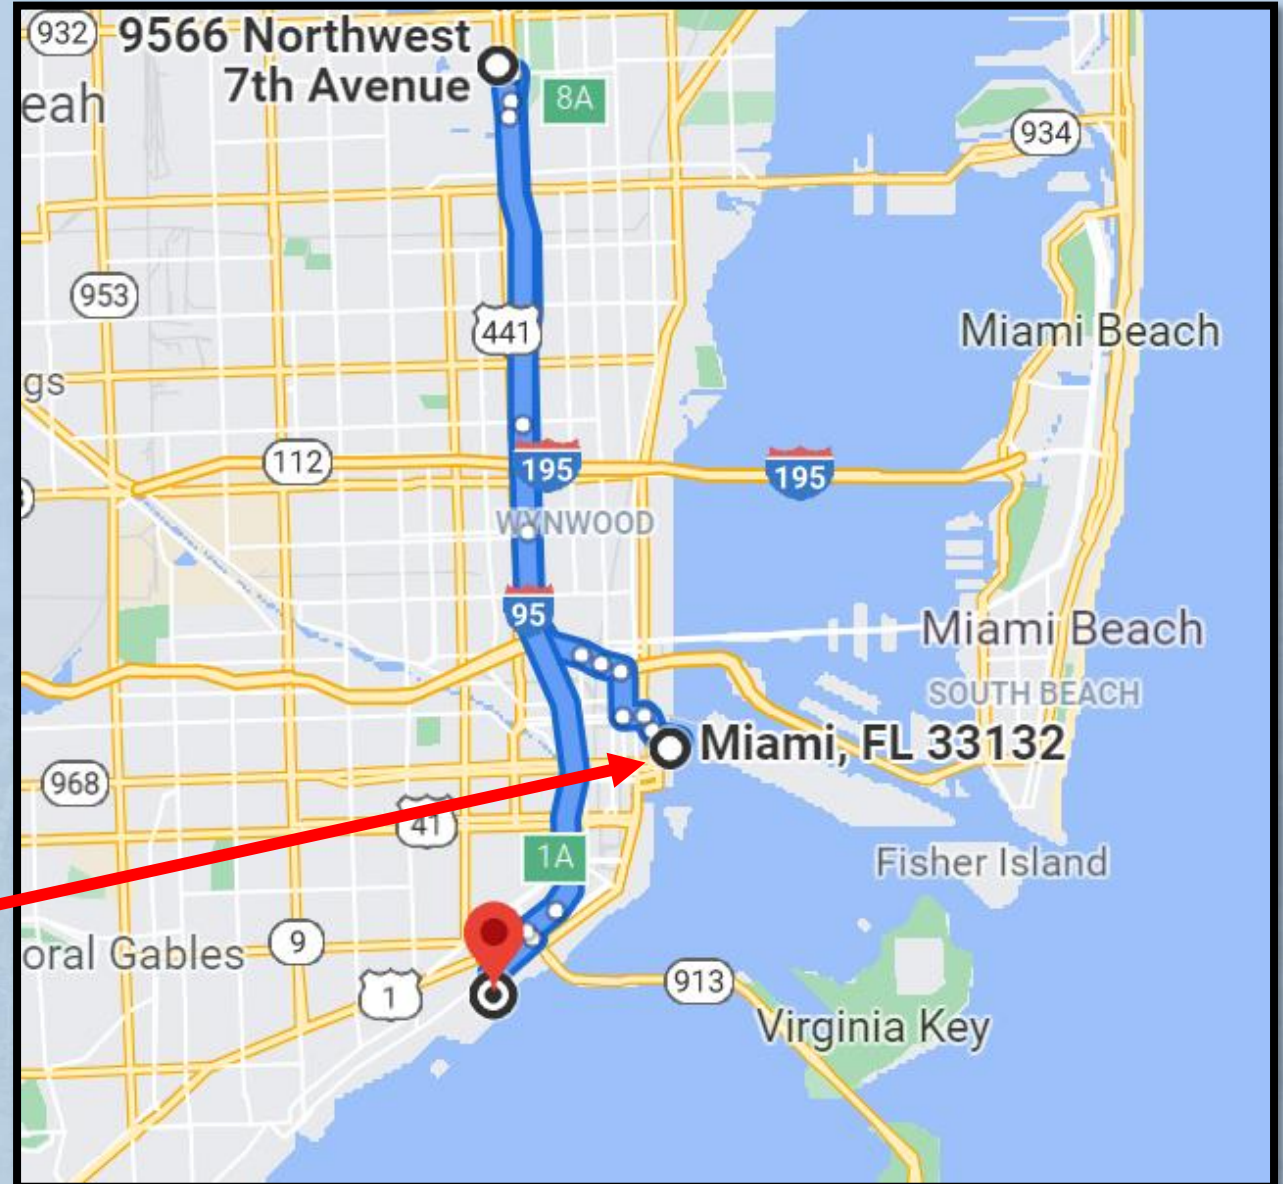 932
9566 Northwest
7th Avenue
eah
8A
934
953
Miami Beach
441
gs
112
195
195
WYNWOOD
95
Miami Beach
SOUTH BEACH
Miami, FL 33132
968
41
1A
Fisher Island
oral Gables
9
1
913
Virginia Key